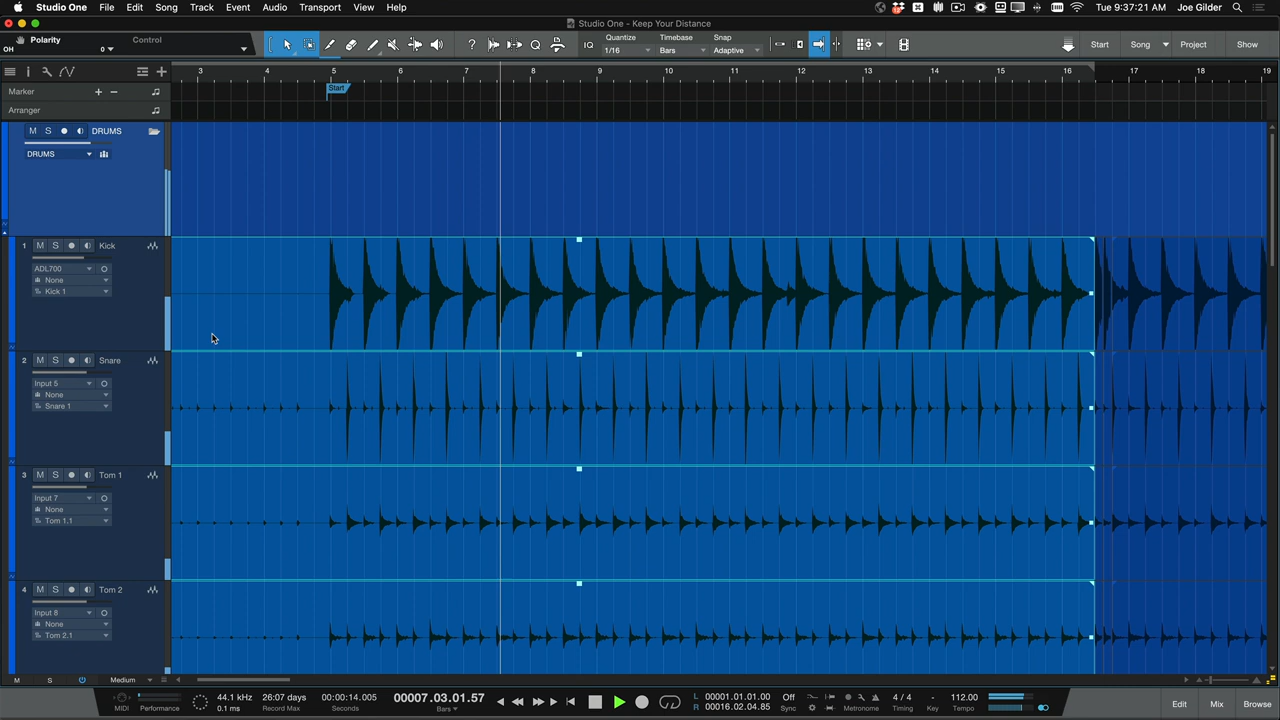 Studio One File Edit Song Track Event Audio Transport View Help Tue 9:37:21 AM Joe Gilder
Studio One - Keep Your Distance
Polarity Control
OH 0
IQ Quantize Timebase Snap
1/16 Bars Adaptive
Start Song Project Show
3 4 5 6 7 8 9 10 11 12 13 14 15 16 17 18 19
Marker
Start
Arranger
M S DRUMS
DRUMS
1 M S Kick
ADL700
None
Kick 1
2 M S Snare
Input 5
None
Snare 1
3 M S Tom 1
Input 7
None
Tom 1.1
4 M S Tom 2
Input 8
None
Tom 2.1
M S Medium
MIDI Performance
44.1 kHz
0.1 ms
26:07 days
Record Max
00:00:14.005
Seconds
00007.03.01.57
Bars
L 00001.01.01.00
R 00016.02.04.85
Off
Sync
Metronome
4 / 4
Timing
-
Key
112.00
Tempo
Edit Mix Browse